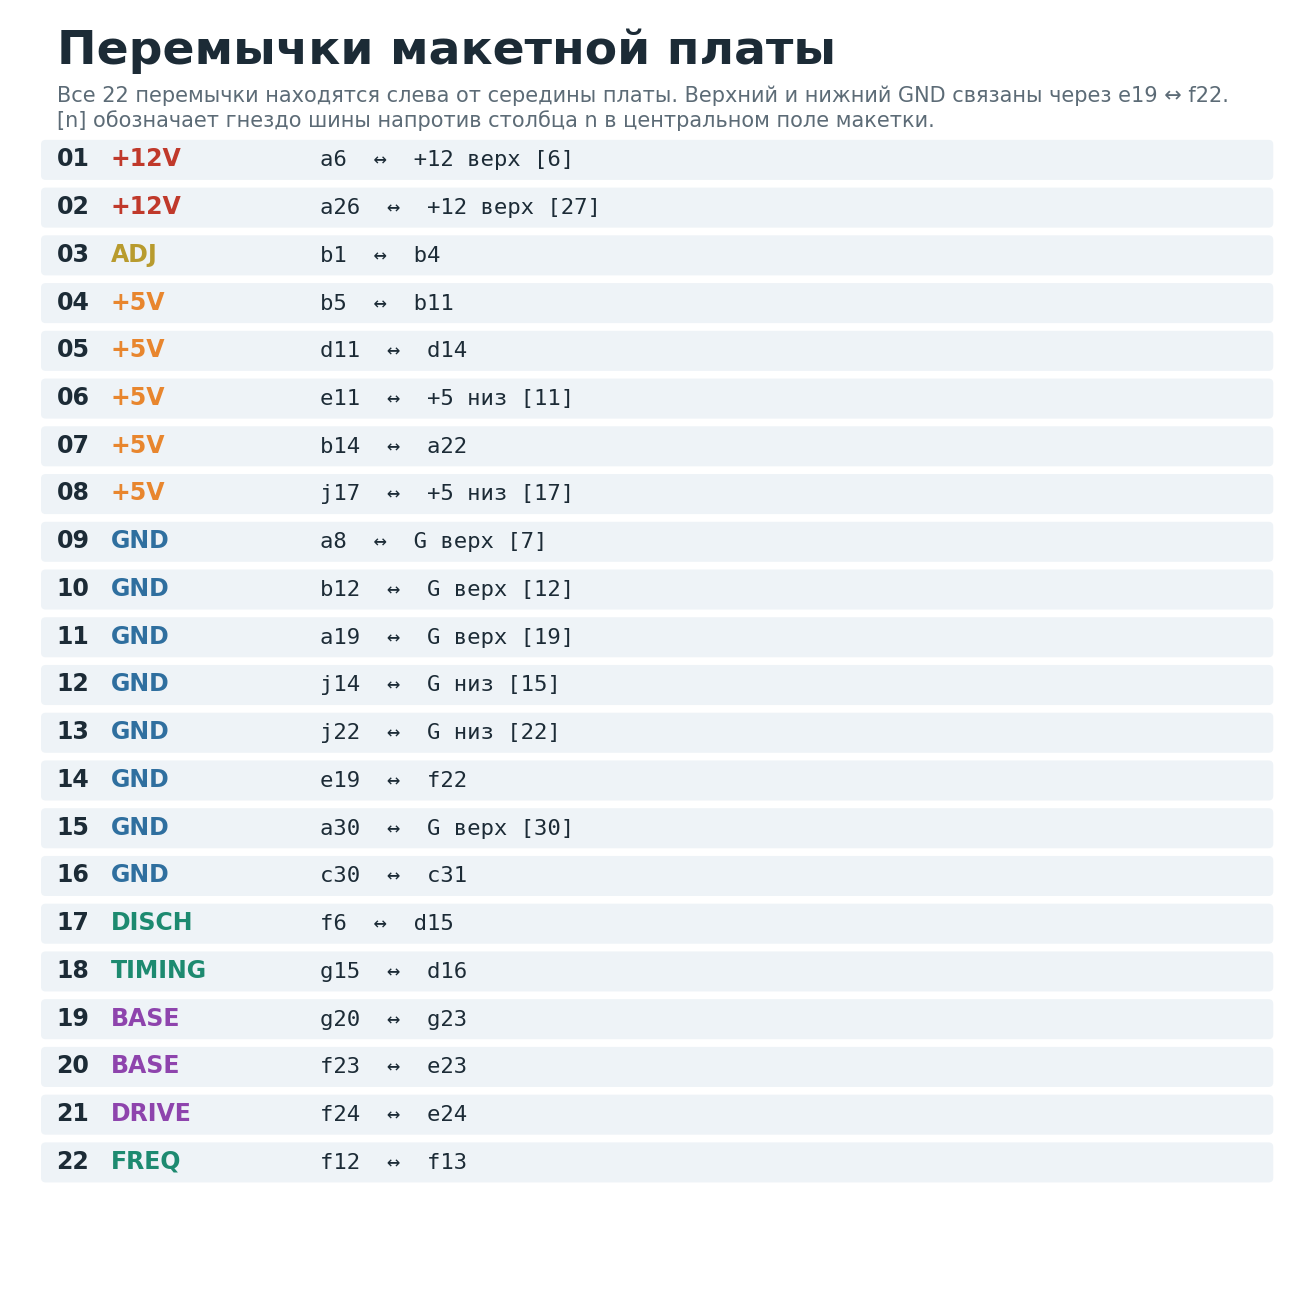 Перемычки макетной платы
Все 22 перемычки находятся слева от середины платы. Верхний и нижний GND связаны через e19 ↔ f22.
[n] обозначает гнездо шины напротив столбца n в центральном поле макетки.
01 +12V a6 ↔ +12 верх [6]
02 +12V a26 ↔ +12 верх [27]
03 ADJ b1 ↔ b4
04 +5V b5 ↔ b11
05 +5V d11 ↔ d14
06 +5V e11 ↔ +5 низ [11]
07 +5V b14 ↔ a22
08 +5V j17 ↔ +5 низ [17]
09 GND a8 ↔ G верх [7]
10 GND b12 ↔ G верх [12]
11 GND a19 ↔ G верх [19]
12 GND j14 ↔ G низ [15]
13 GND j22 ↔ G низ [22]
14 GND e19 ↔ f22
15 GND a30 ↔ G верх [30]
16 GND c30 ↔ c31
17 DISCH f6 ↔ d15
18 TIMING g15 ↔ d16
19 BASE g20 ↔ g23
20 BASE f23 ↔ e23
21 DRIVE f24 ↔ e24
22 FREQ f12 ↔ f13